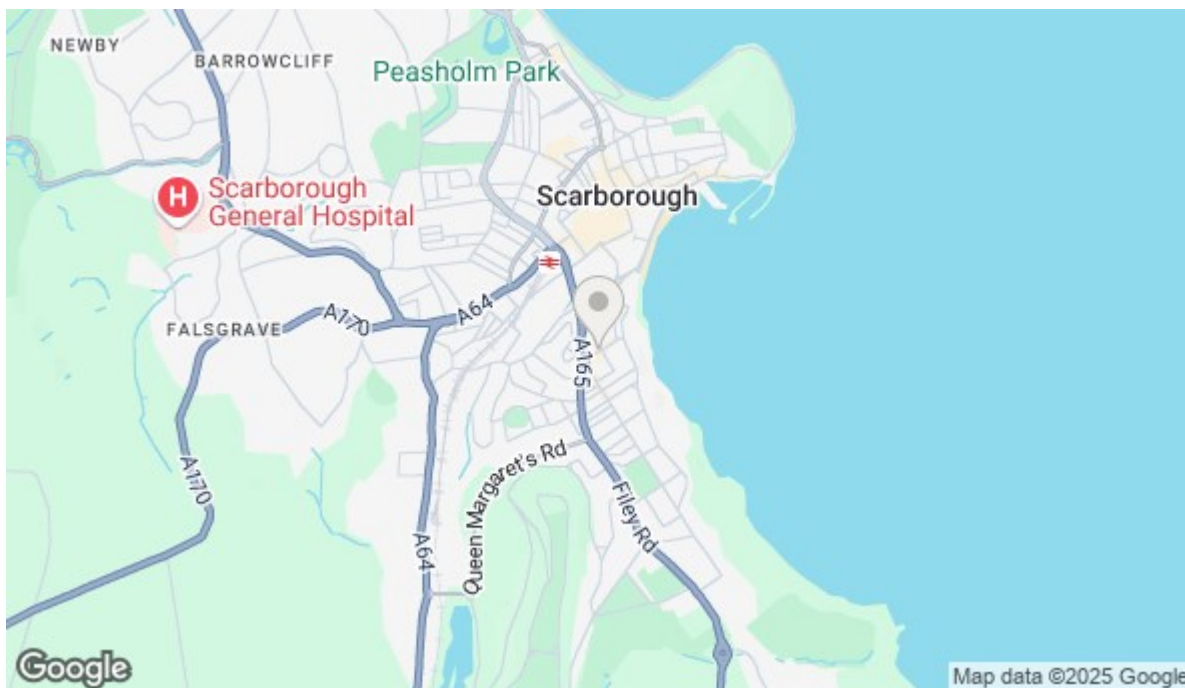 NEWBY
BARROWCLIFF
Peasholm Park
Scarborough
H
Scarborough
General Hospital
A64
A170
FALSGRAVE
A165
A170
Queen Margaret's Rd
Filey Rd
A64
Google
Map data ©2025 Google